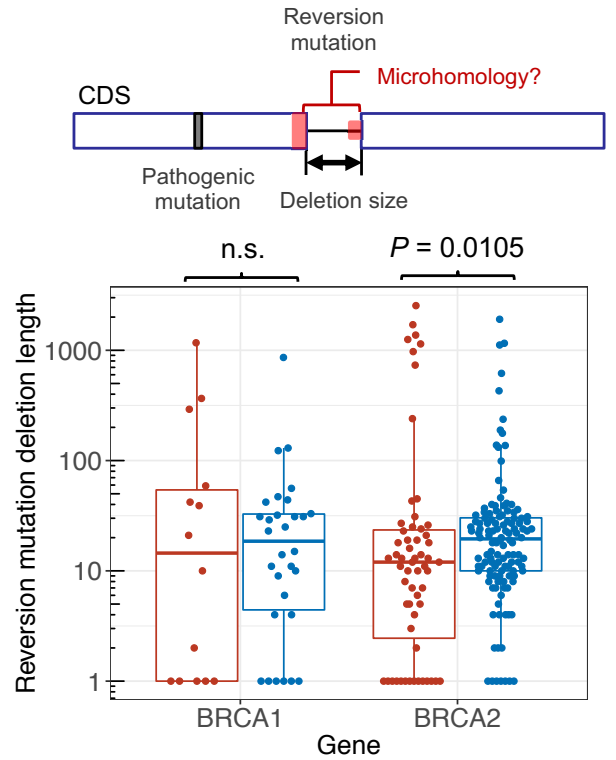 Reversion
mutation
Microhomology?
CDS
Pathogenic
mutation
Deletion size
n.s.
P = 0.0105
Reversion mutation deletion length
1000
100
10
1
BRCA1
BRCA2
Gene